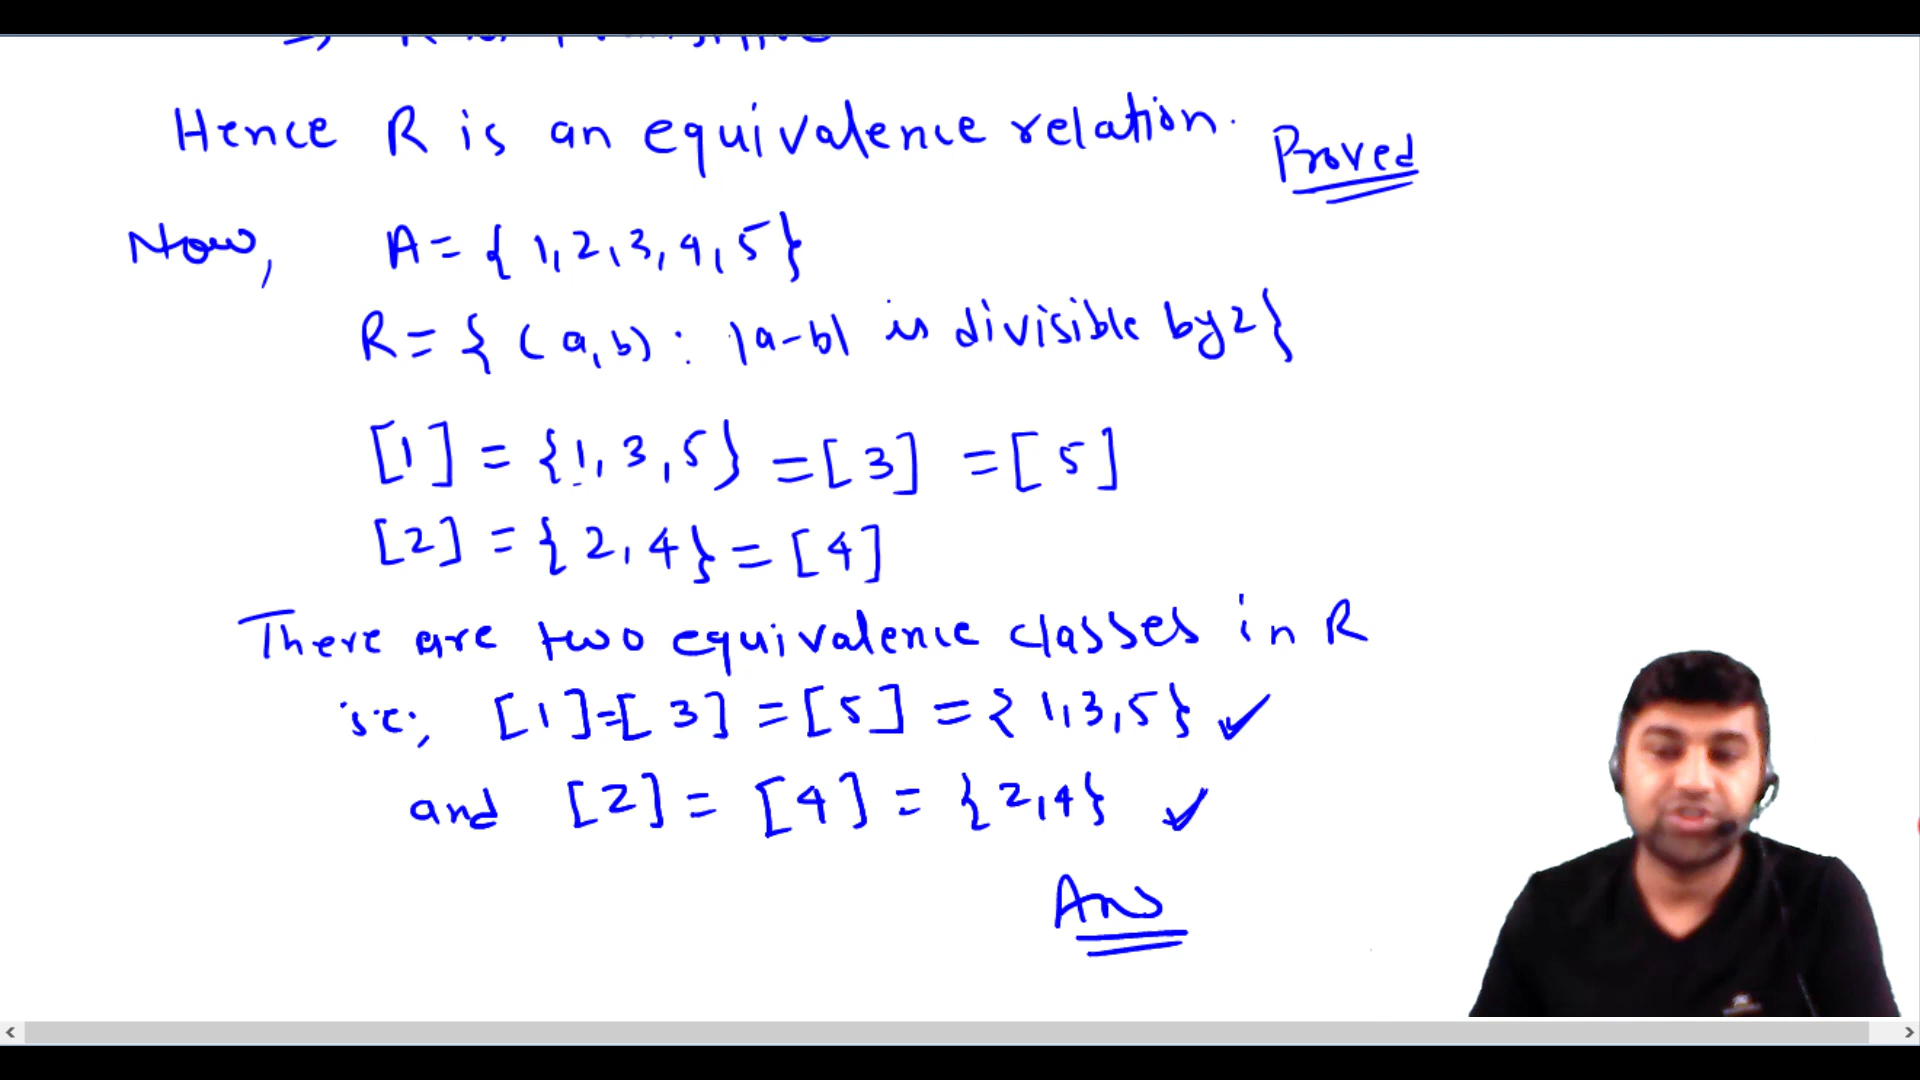 Hence R is an equivalence relation. Proved
Now, A = { 1, 2, 3, 4, 5 }
R = { ( a, b ) : |a-b| is divisible by 2 }
[1] = {1, 3, 5} = [3] = [5]
[2] = { 2, 4 } = [4]
There are two equivalence classes in R
i.e; [1] = [3] = [5] = { 1, 3, 5 } ✓
and [2] = [4] = { 2, 4 } ✓
Ans